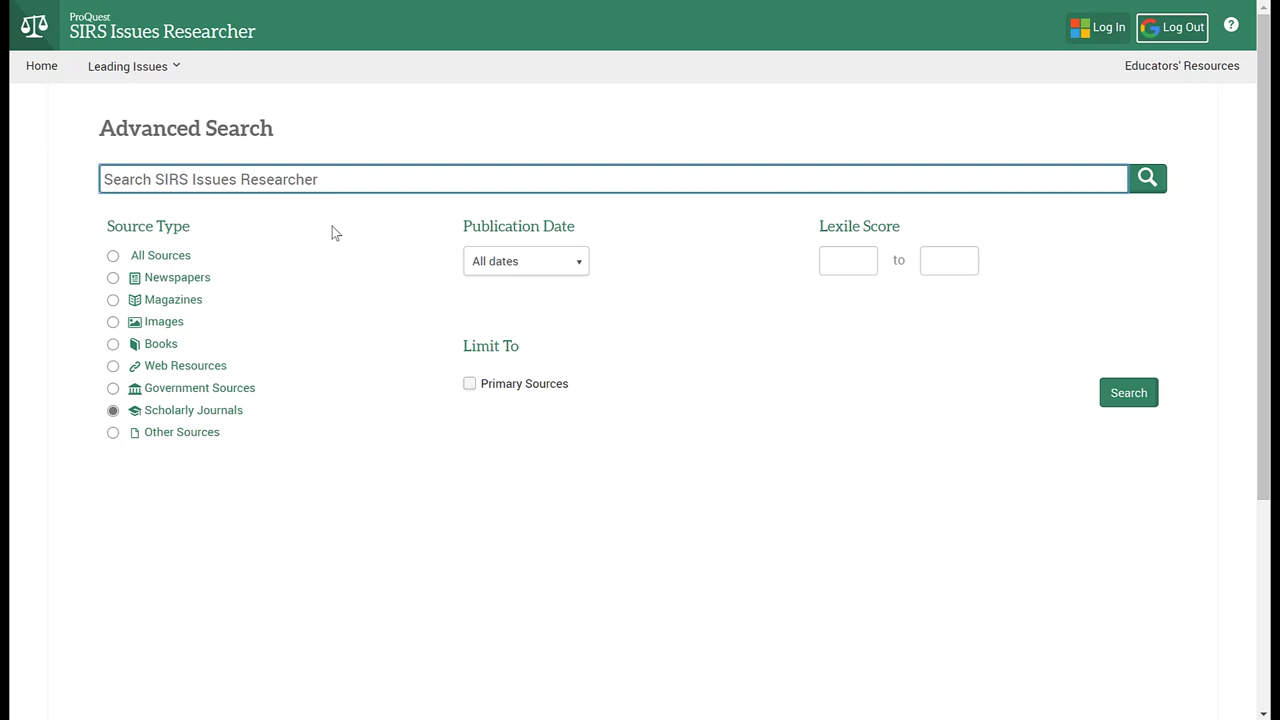 ProQuest
SIRS Issues Researcher
Log In
Log Out
?
Home
Leading Issues
Educators' Resources
Advanced Search
Search SIRS Issues Researcher
Source Type
All Sources
Newspapers
Magazines
Images
Books
Web Resources
Government Sources
Scholarly Journals
Other Sources
Publication Date
All dates
Limit To
Primary Sources
Lexile Score
to
Search